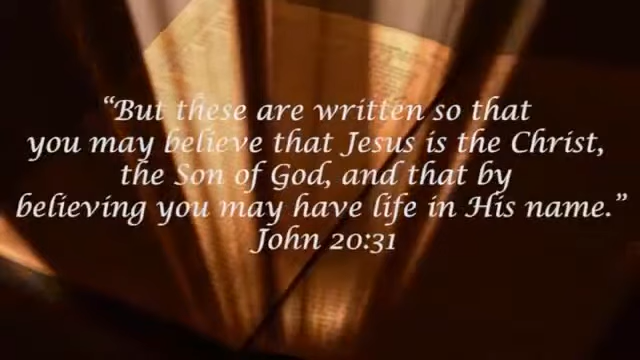 “But these are written so that
you may believe that Jesus is the Christ,
the Son of God, and that by
believing you may have life in His name.”
John 20:31